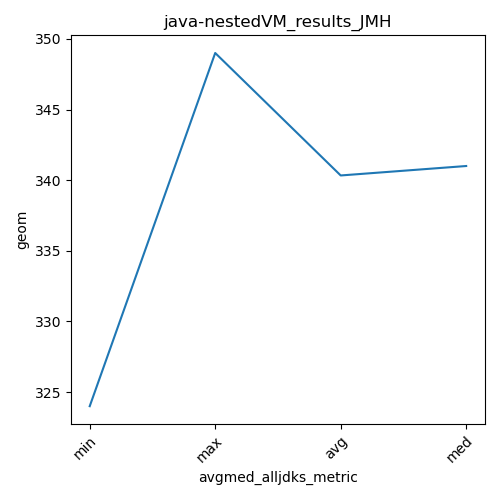 java-nestedVM_results_JMH
350
345
340
335
330
325
geom
min
max
avg
med
avgmed_alljdks_metric